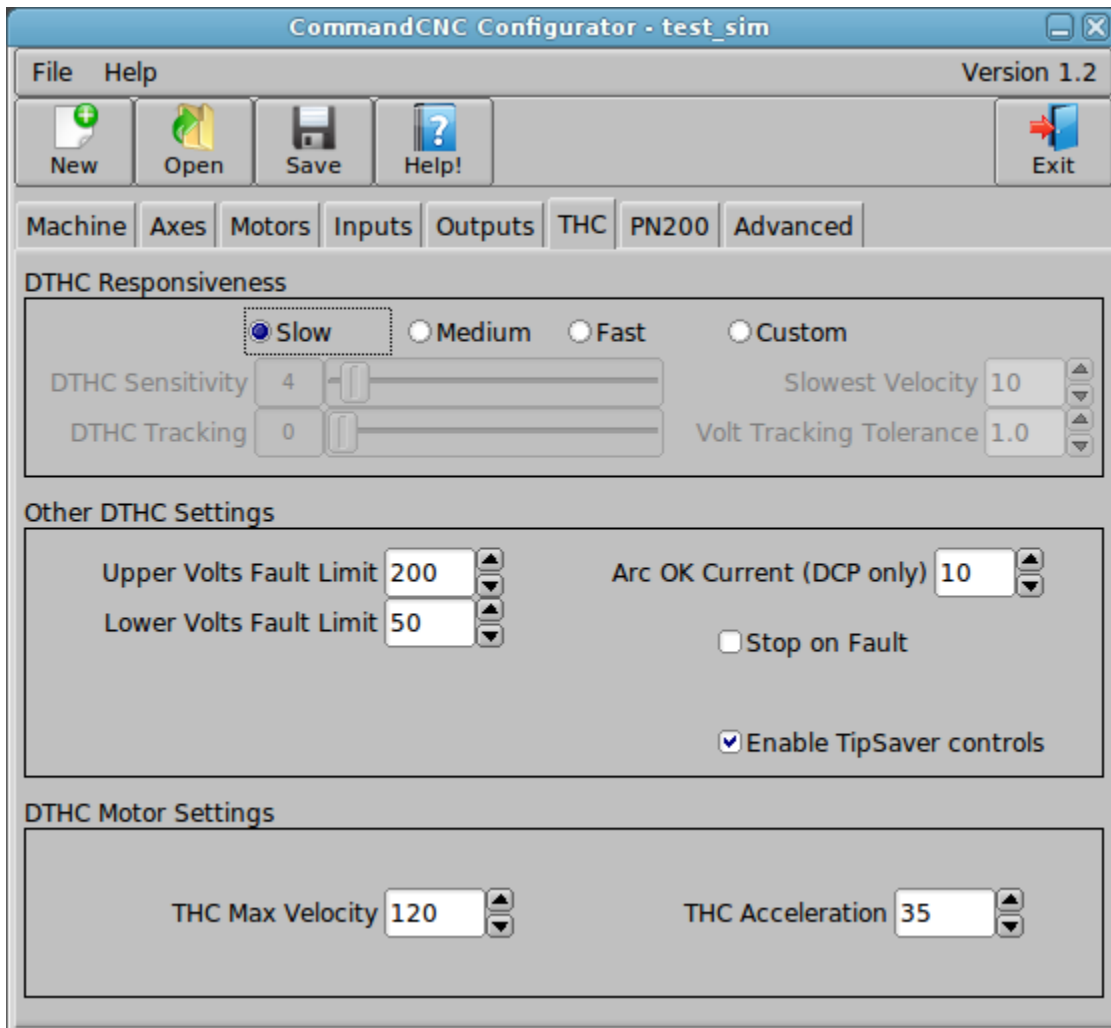 CommandCNC Configurator - test_sim
File Help Version 1.2
New Open Save Help! Exit
Machine Axes Motors Inputs Outputs THC PN200 Advanced
DTHC Responsiveness
Slow Medium Fast Custom
DTHC Sensitivity 4 Slowest Velocity 10
DTHC Tracking 0 Volt Tracking Tolerance 1.0
Other DTHC Settings
Upper Volts Fault Limit 200 Arc OK Current (DCP only) 10
Lower Volts Fault Limit 50
Stop on Fault
Enable TipSaver controls
DTHC Motor Settings
THC Max Velocity 120 THC Acceleration 35